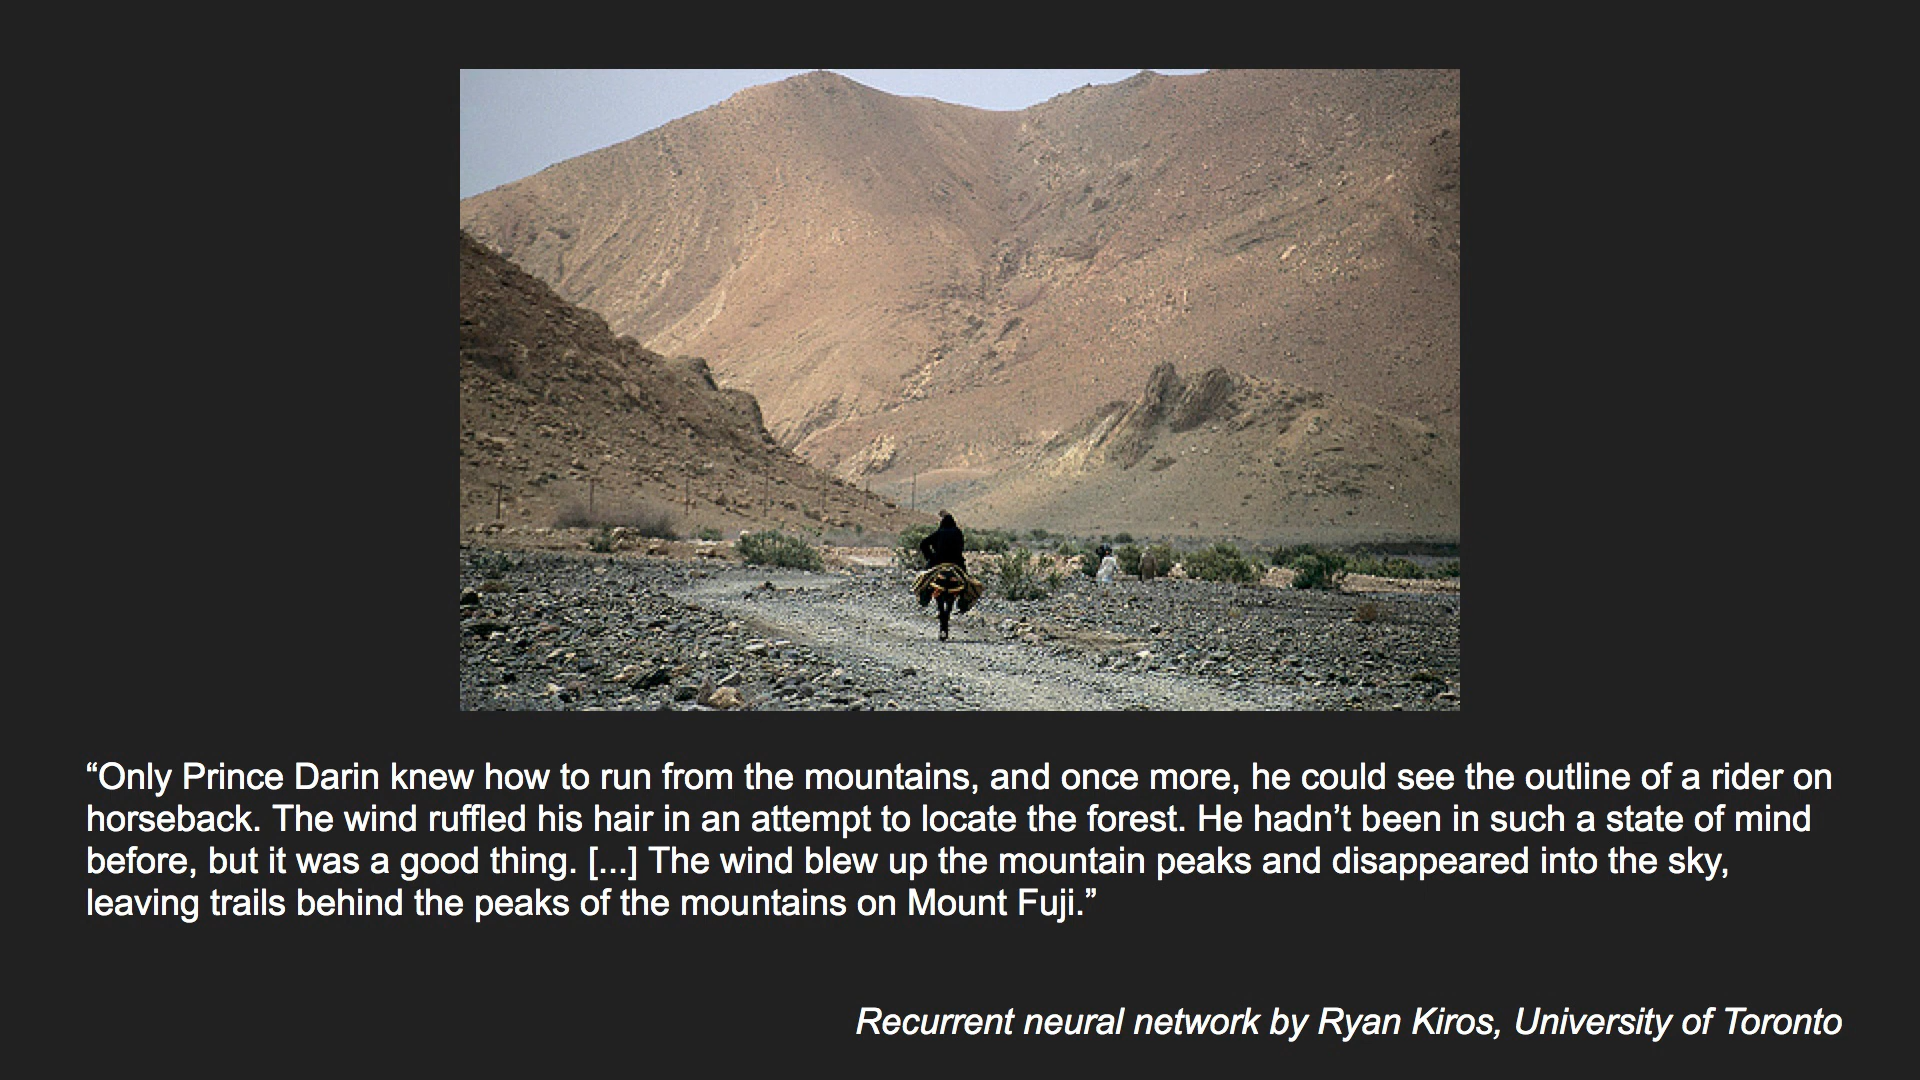 “Only Prince Darin knew how to run from the mountains, and once more, he could see the outline of a rider on
horseback. The wind ruffled his hair in an attempt to locate the forest. He hadn’t been in such a state of mind
before, but it was a good thing. [...] The wind blew up the mountain peaks and disappeared into the sky,
leaving trails behind the peaks of the mountains on Mount Fuji.”
Recurrent neural network by Ryan Kiros, University of Toronto